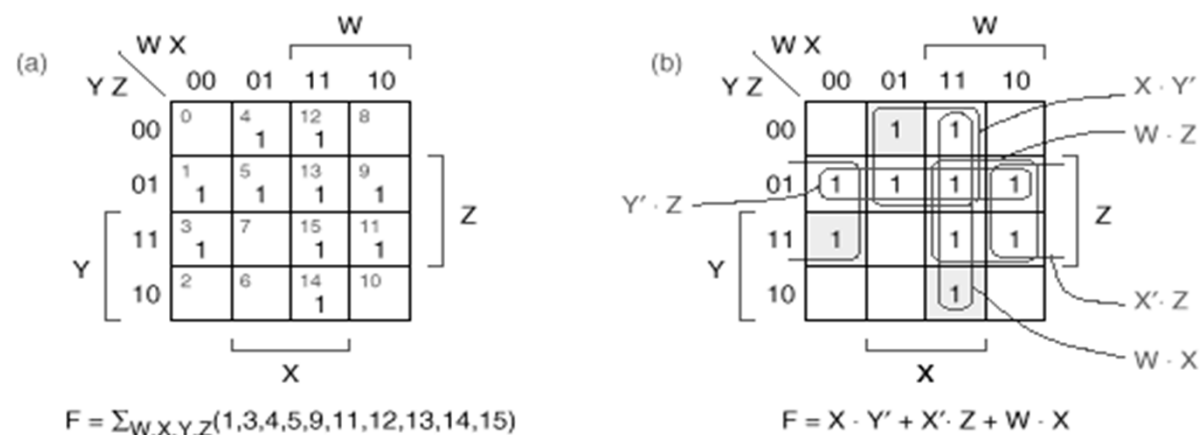 (a)
W X
W
Y Z
00 01 11 10
00
0
4
1
12
1
8
01
1
1
5
1
13
1
9
1
Z
11
3
1
7
15
1
11
1
Y
10
2
6
14
1
10
X
F = Σ W,X,Y,Z(1,3,4,5,9,11,12,13,14,15)
(b)
W X
W
Y Z
00 01 11 10
X · Y′
00 1 1
W · Z
01 1 1 1 1
Y′ · Z
Z
11 1 1 1
Y
10 1
X′ · Z
W · X
X
F = X · Y′ + X′ · Z + W · X